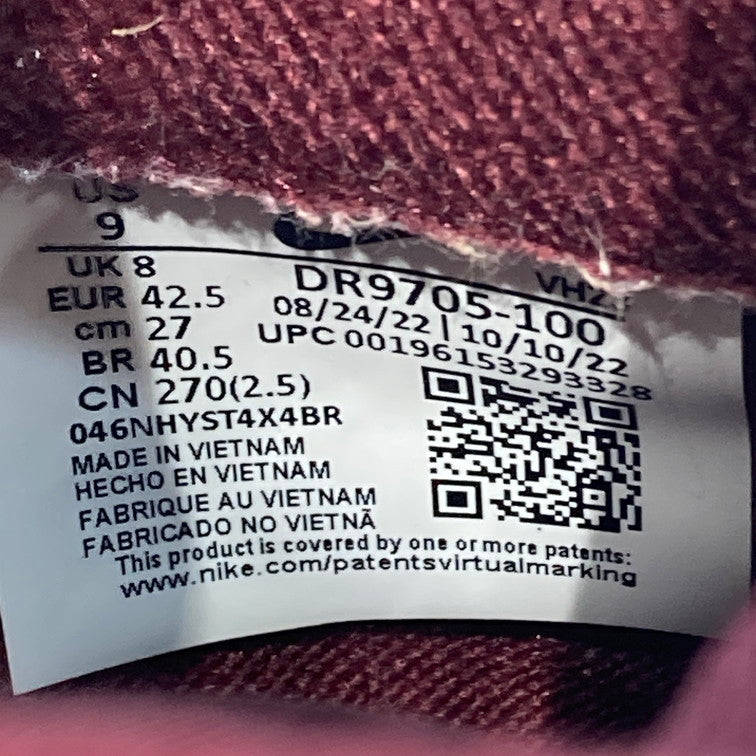 US
9
UK 8
EUR 42.5
cm 27
BR 40.5
CN 270(2.5)
046NHYST4X4BR
MADE IN VIETNAM
HECHO EN VIETNAM
FABRIQUE AU VIETNAM
FABRICADO NO VIETNÃ
DR9705-100
08/24/22 | 10/10/22
UPC 00196153293328
This product is covered by one or more patents:
www.nike.com/patentsvirtualmarking